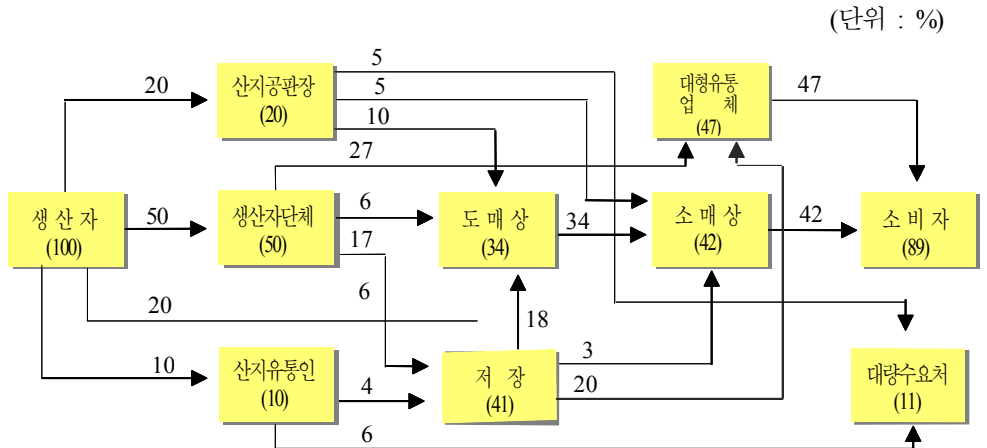 (단위 : %)
5
20
산지공판장
(20)
5
10
대형유통
업 체
(47)
47
27
생 산 자
(100)
50
생산자단체
(50)
6
17
도 매 상
(34)
34
소 매 상
(42)
42
소 비 자
(89)
6
20
18
10
산지유통인
(10)
4
저 장
(41)
3
20
대량수요처
(11)
6